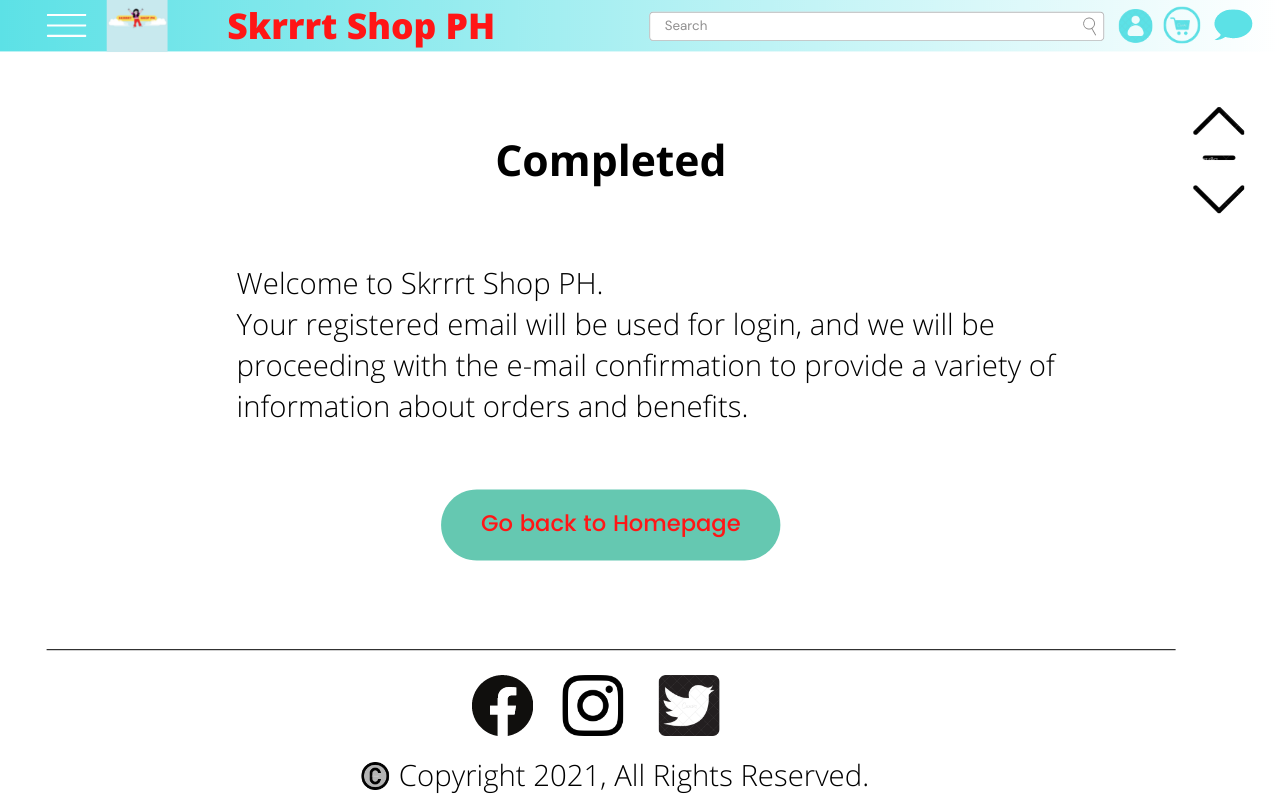 Skrrrt Shop PH
Search
Completed
Welcome to Skrrrt Shop PH.
Your registered email will be used for login, and we will be
proceeding with the e-mail confirmation to provide a variety of
information about orders and benefits.
Go back to Homepage
© Copyright 2021, All Rights Reserved.